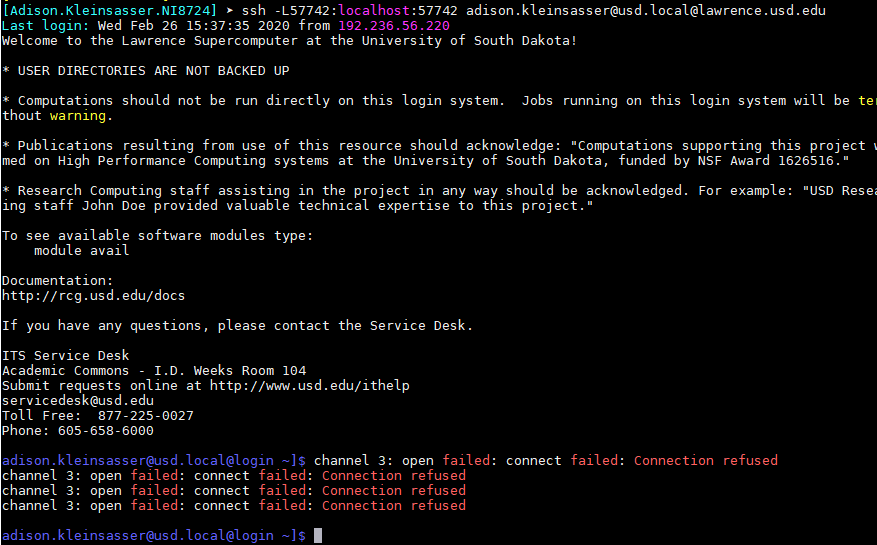 [Adison.Kleinsasser.NI8724] ➤ ssh -L57742:localhost:57742 adison.kleinsasser@usd.local@lawrence.usd.edu
Last login: Wed Feb 26 15:37:35 2020 from 192.236.56.220
Welcome to the Lawrence Supercomputer at the University of South Dakota!
* USER DIRECTORIES ARE NOT BACKED UP
* Computations should not be run directly on this login system.  Jobs running on this login system will be ter
thout warning.
* Publications resulting from use of this resource should acknowledge: "Computations supporting this project w
med on High Performance Computing systems at the University of South Dakota, funded by NSF Award 1626516."
* Research Computing staff assisting in the project in any way should be acknowledged. For example: "USD Resea
ing staff John Doe provided valuable technical expertise to this project."
To see available software modules type:
    module avail
Documentation:
http://rcg.usd.edu/docs
If you have any questions, please contact the Service Desk.
ITS Service Desk
Academic Commons - I.D. Weeks Room 104
Submit requests online at http://www.usd.edu/ithelp
servicedesk@usd.edu
Toll Free:  877-225-0027
Phone: 605-658-6000
adison.kleinsasser@usd.local@login ~]$ channel 3: open failed: connect failed: Connection refused
channel 3: open failed: connect failed: Connection refused
channel 3: open failed: connect failed: Connection refused
channel 3: open failed: connect failed: Connection refused
adison.kleinsasser@usd.local@login ~]$